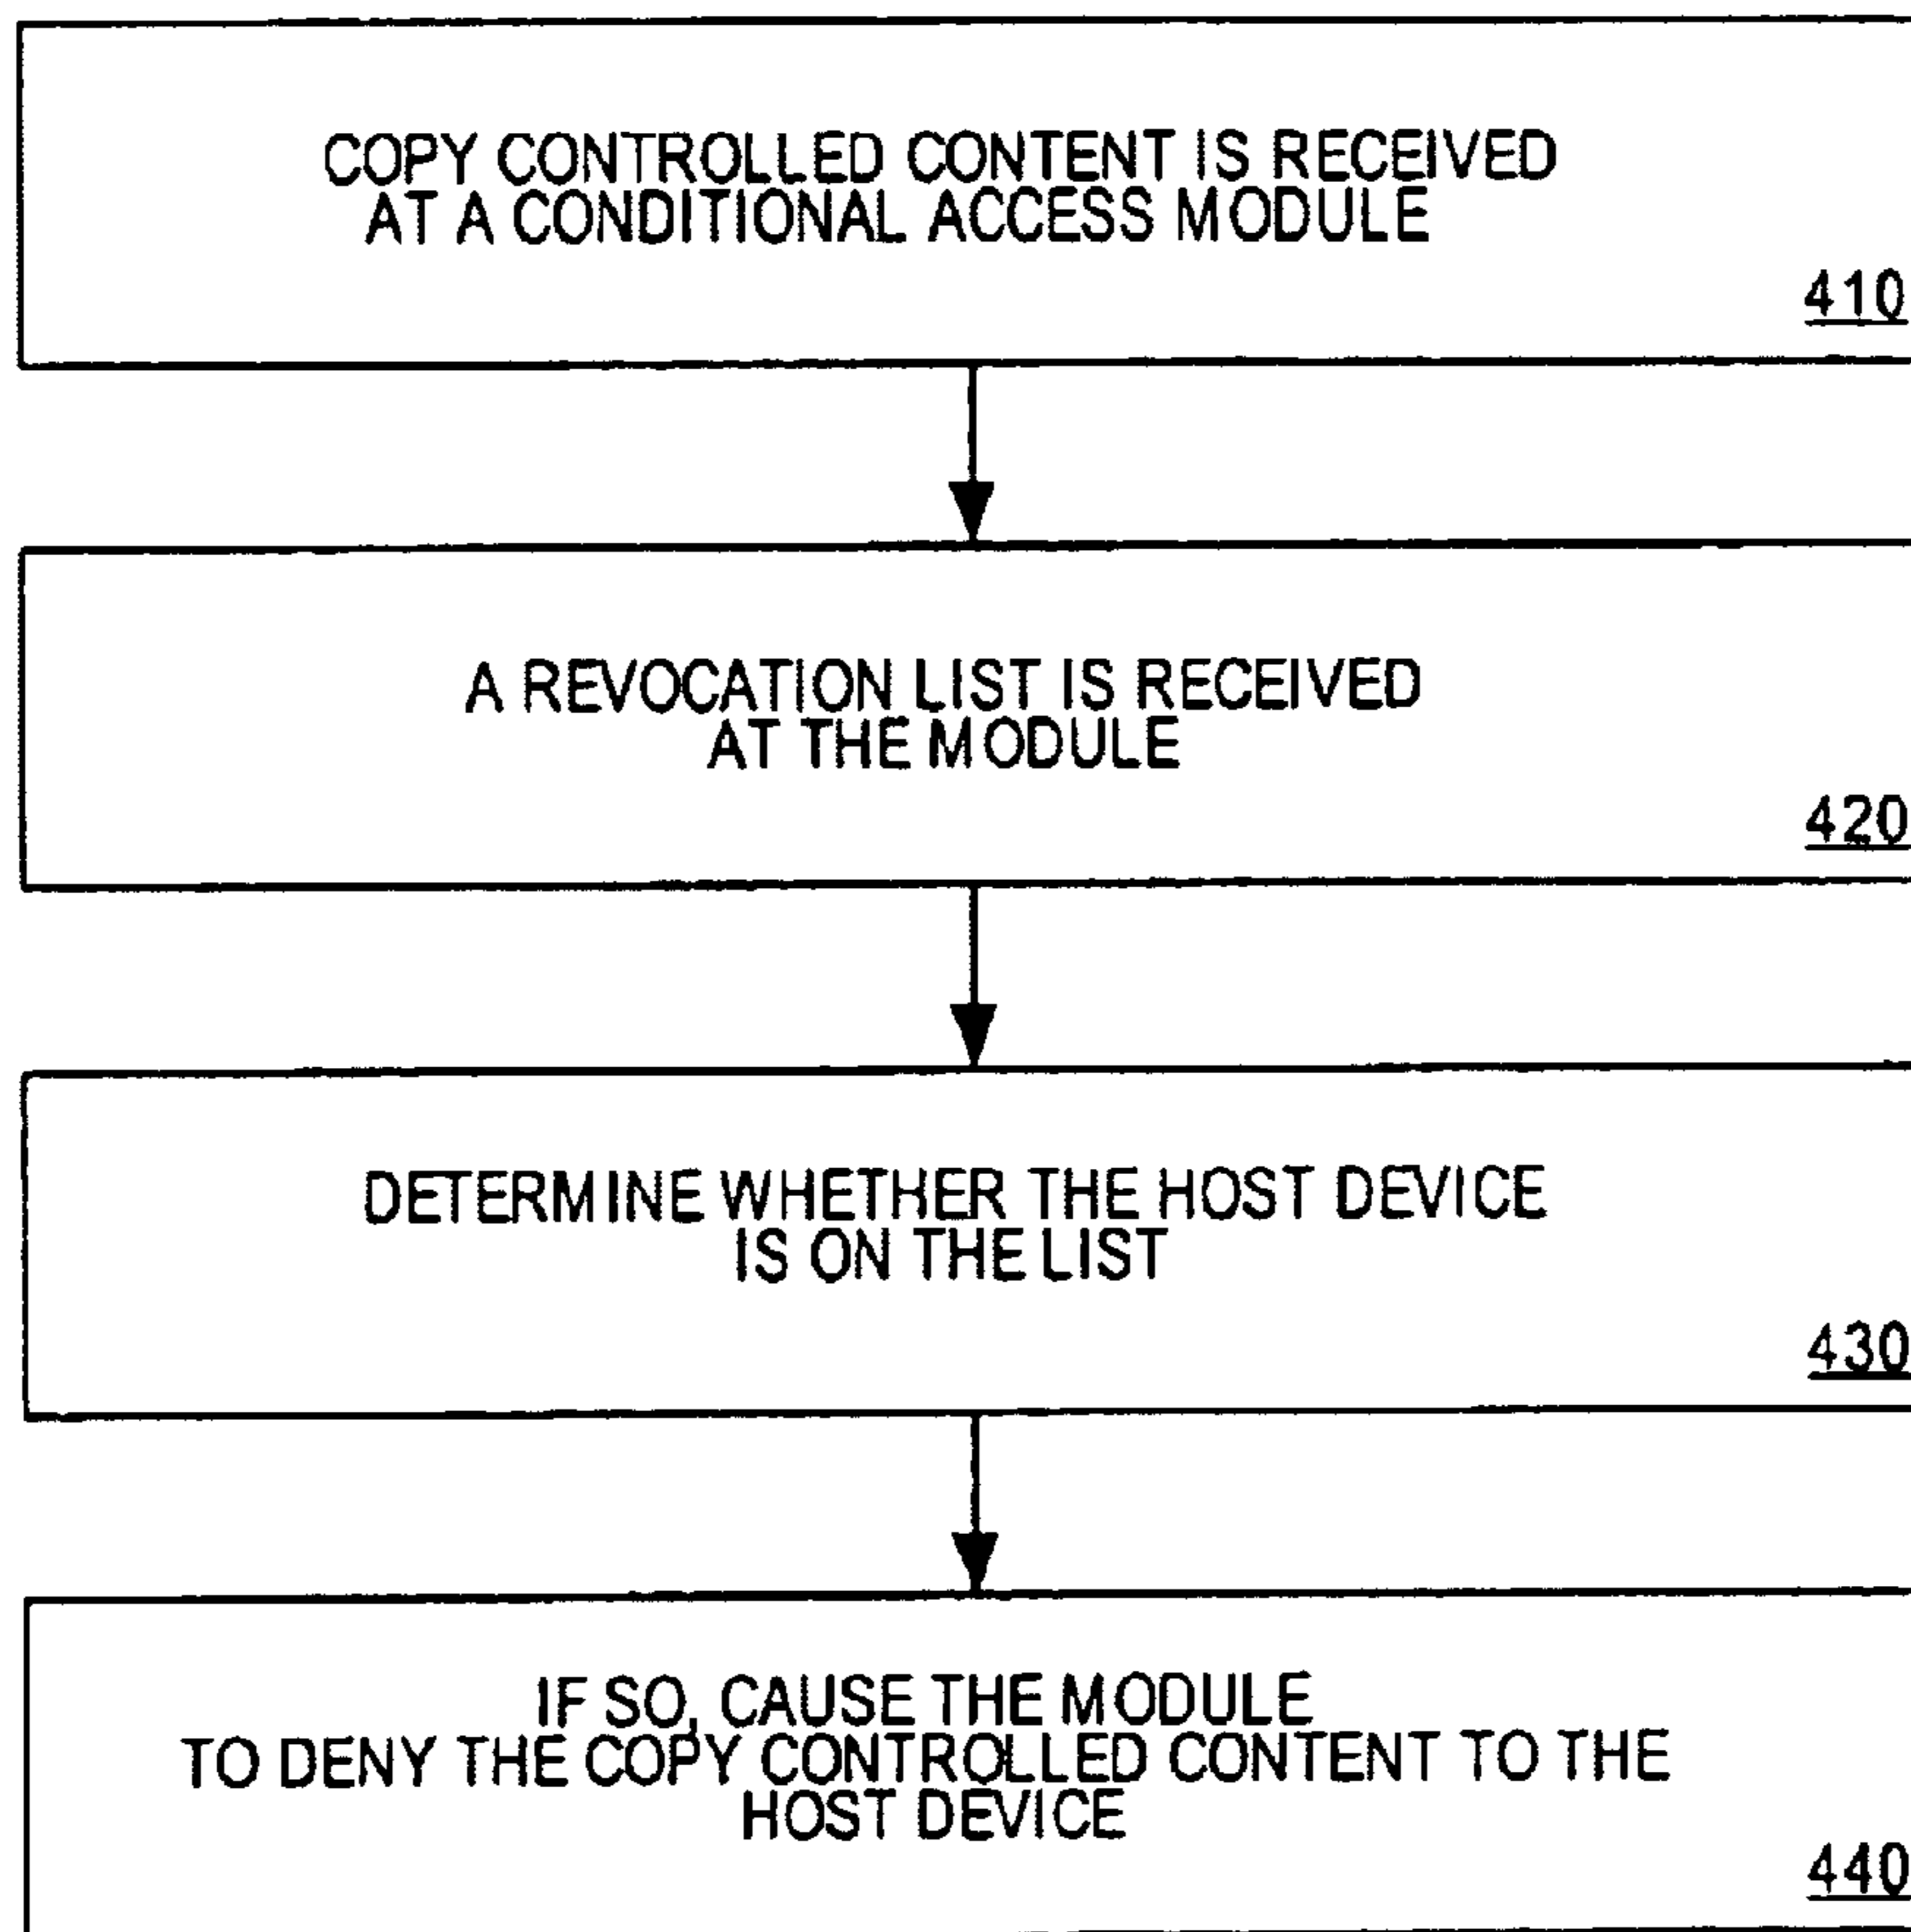 COPY CONTROLLED CONTENT IS RECEIVED
AT A CONDITIONAL ACCESS MODULE
410
A REVOCATION LIST IS RECEIVED
AT THE MODULE
420
DETERMINE WHETHER THE HOST DEVICE
IS ON THE LIST
430
IF SO, CAUSE THE MODULE
TO DENY THE COPY CONTROLLED CONTENT TO THE
HOST DEVICE
440